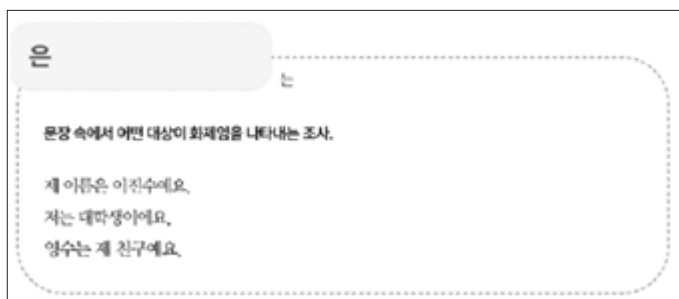 은
는
문장 속에서 어떤 대상이 화제임을 나타내는 조사.
제 이름은 이진수예요.
저는 대학생이에요.
영수는 제 친구예요.